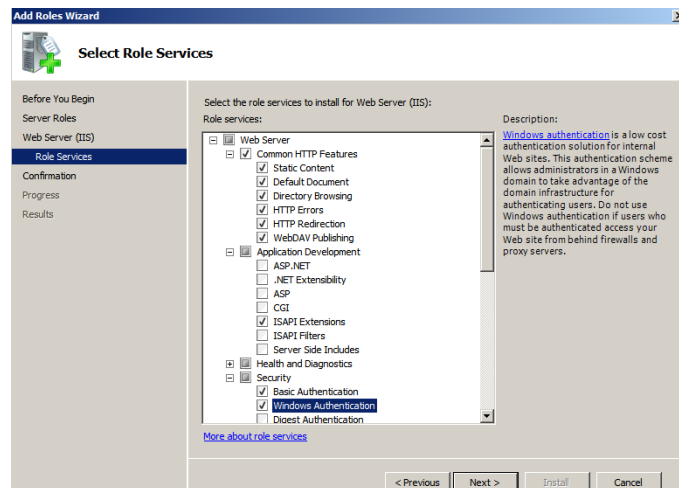 Add Roles Wizard
Select Role Services
Before You Begin
Server Roles
Web Server (IIS)
Role Services
Confirmation
Progress
Results
Select the role services to install for Web Server (IIS):
Role services:
Web Server
Common HTTP Features
Static Content
Default Document
Directory Browsing
HTTP Errors
HTTP Redirection
WebDAV Publishing
Application Development
ASP.NET
.NET Extensibility
ASP
CGI
ISAPI Extensions
ISAPI Filters
Server Side Includes
Health and Diagnostics
Security
Basic Authentication
Windows Authentication
Digest Authentication
More about role services
Description:
Windows authentication is a low cost
authentication solution for internal
Web sites. This authentication scheme
allows administrators in a Windows
domain to take advantage of the
domain infrastructure for
authenticating users. Do not use
Windows authentication if users who
must be authenticated access your
Web site from behind firewalls and
proxy servers.
< Previous
Next >
Install
Cancel